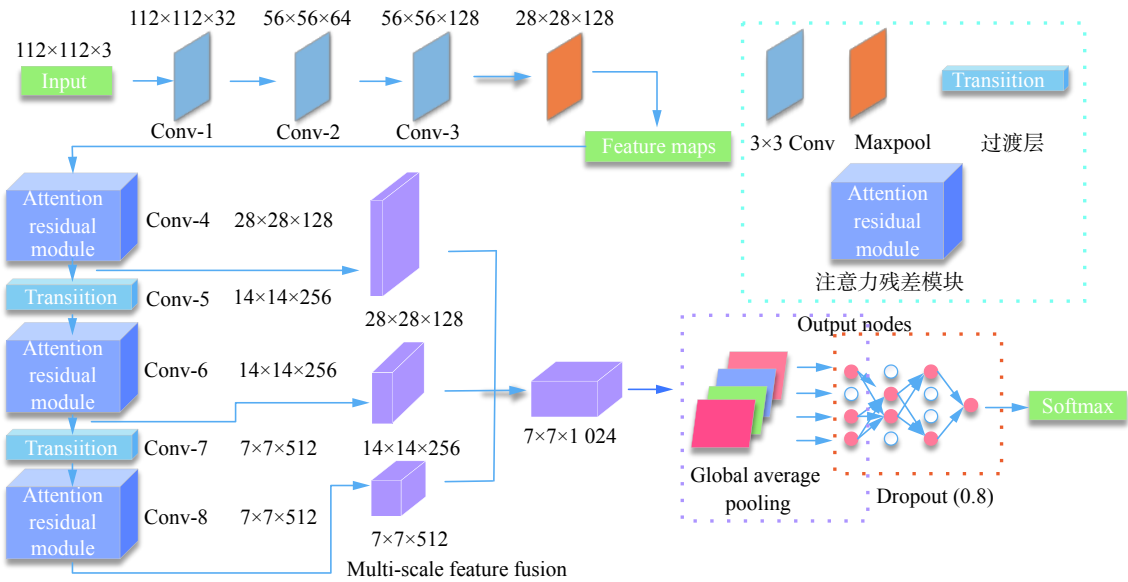 112×112×32
56×56×64
56×56×128
28×28×128
112×112×3
Input
Conv-1
Conv-2
Conv-3
Feature maps
3×3 Conv
Maxpool
Transiition
过渡层
Attention
residual
module
注意力残差模块
Attention
residual
module
Conv-4
28×28×128
Transiition
Conv-5
14×14×256
28×28×128
Attention
residual
module
Conv-6
14×14×256
Transiition
Conv-7
7×7×512
14×14×256
Attention
residual
module
Conv-8
7×7×512
7×7×512
Multi-scale feature fusion
7×7×1 024
Output nodes
Global average
pooling
Dropout (0.8)
Softmax